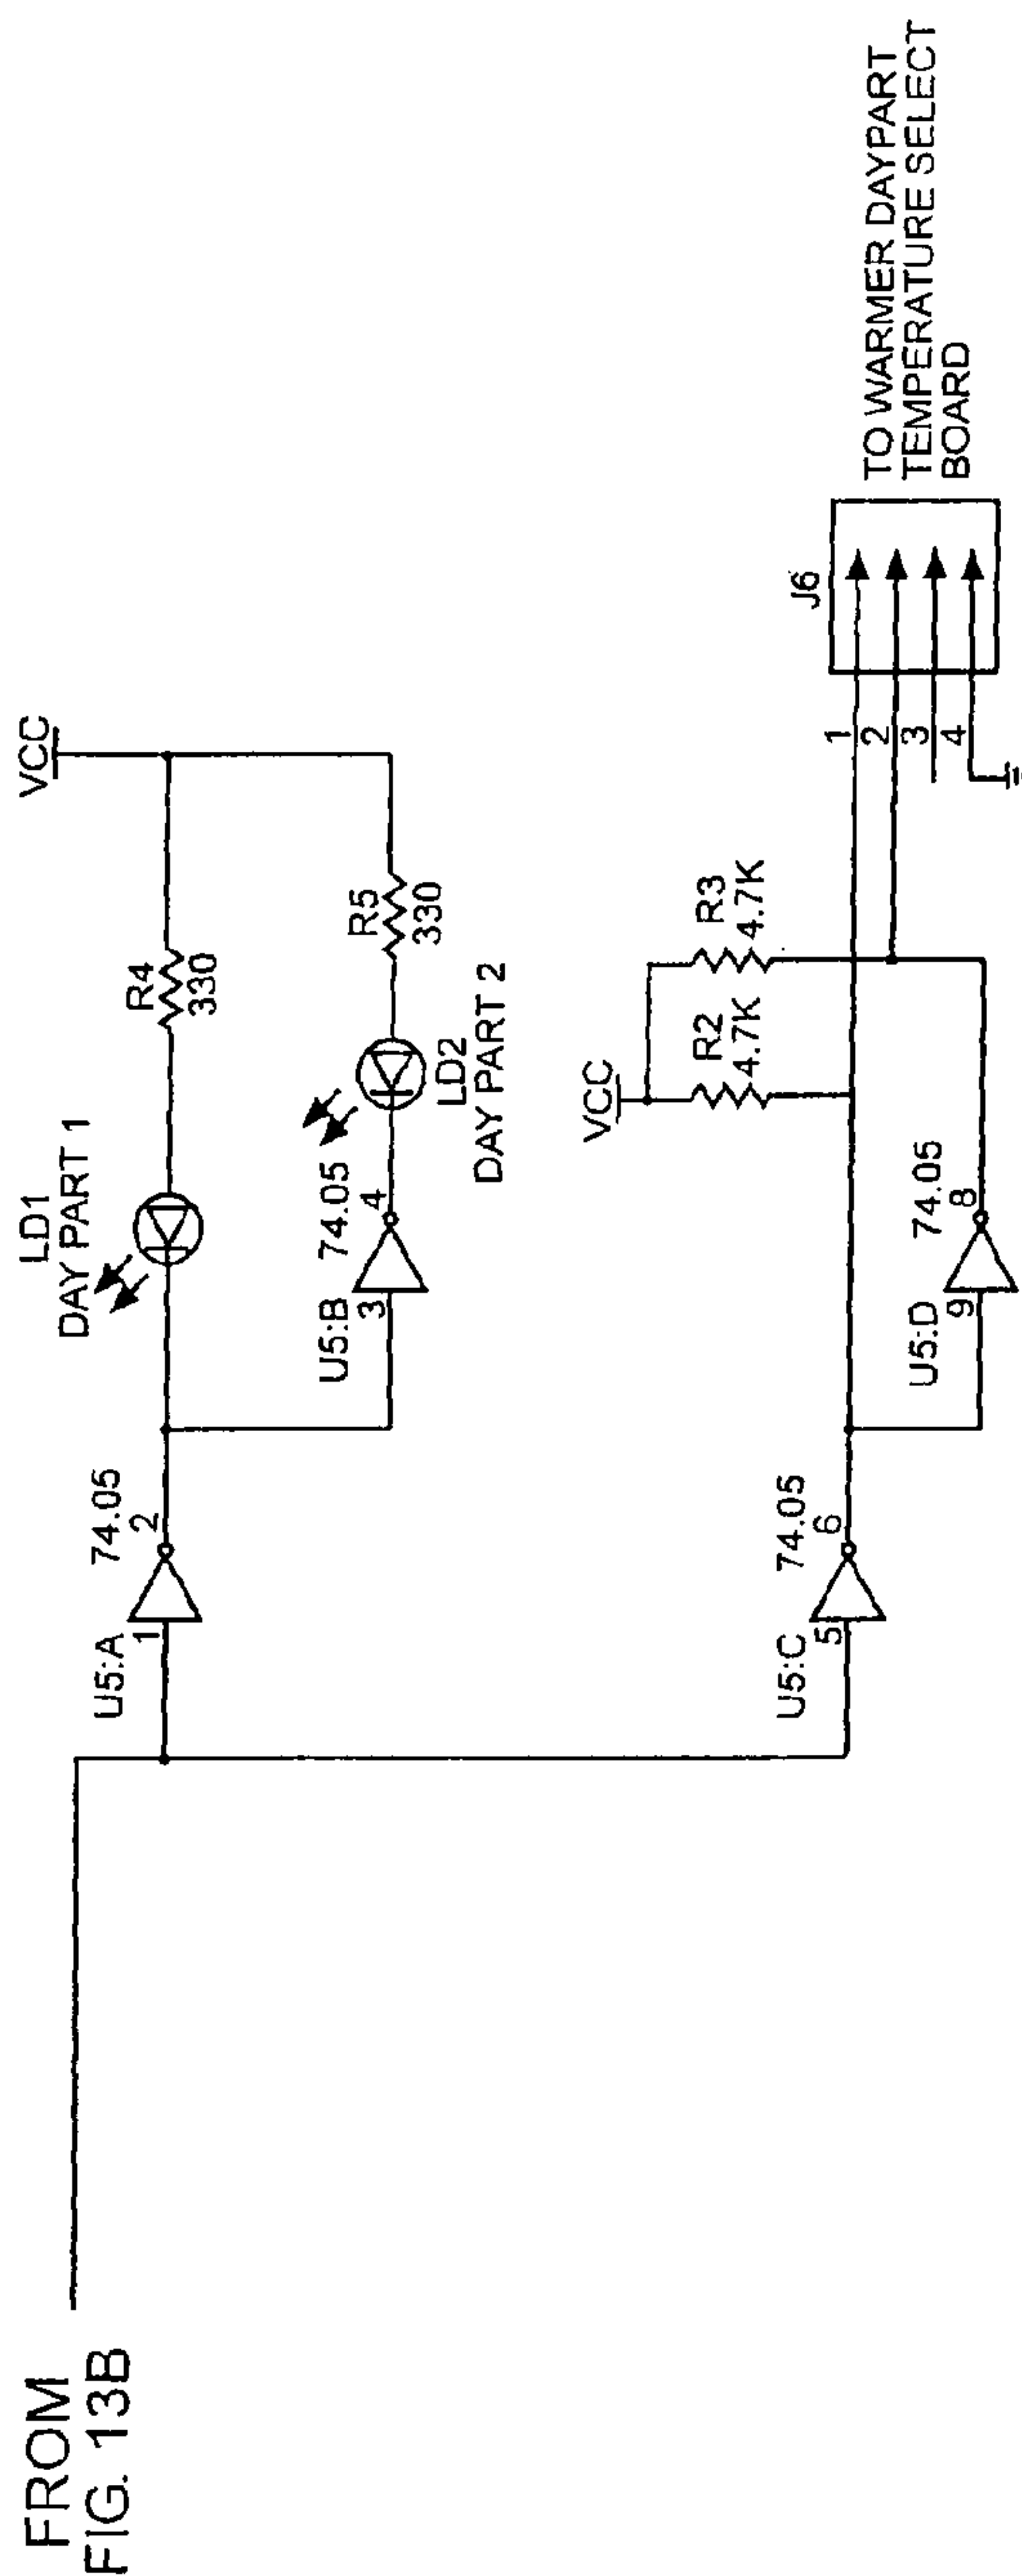 FROM
FIG. 13B
U5:A
74.05
1
2
LD1
DAY PART 1
R4
330
VCC
U5:B
74.05
3
4
LD2
DAY PART 2
R5
330
U5:C
74.05
5
6
U5:D
74.05
9
8
VCC
R2
4.7K
R3
4.7K
J6
1
2
3
4
TO WARMER DAYPART
TEMPERATURE SELECT
BOARD